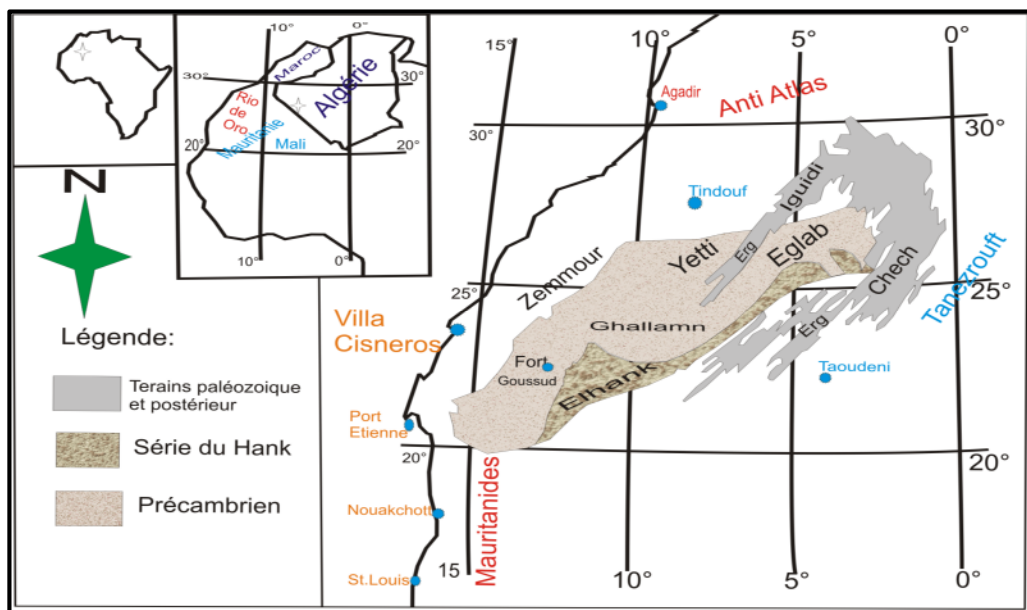 10°
0°
Maroc
30°
30°
Algérie
Rio
de
Oro
Mauritanie
Mali
20°
20°
10°
0°
N
Légende:
Terains paléozoique
et postérieur
Série du Hank
Précambrien
15°
10°
5°
0°
Agadir
Anti Atlas
30°
30°
Tindouf
Iguidi
Erg
Yetti
Eglab
Zemmour
Chech
Tanezrouft
25°
25°
Villa
Cisneros
Ghallamn
Erg
Fort
Goussud
Elhank
Taoudeni
Port
Etienne
20°
20°
Mauritanides
Nouakchott
St.Louis
15
10°
5°
0°